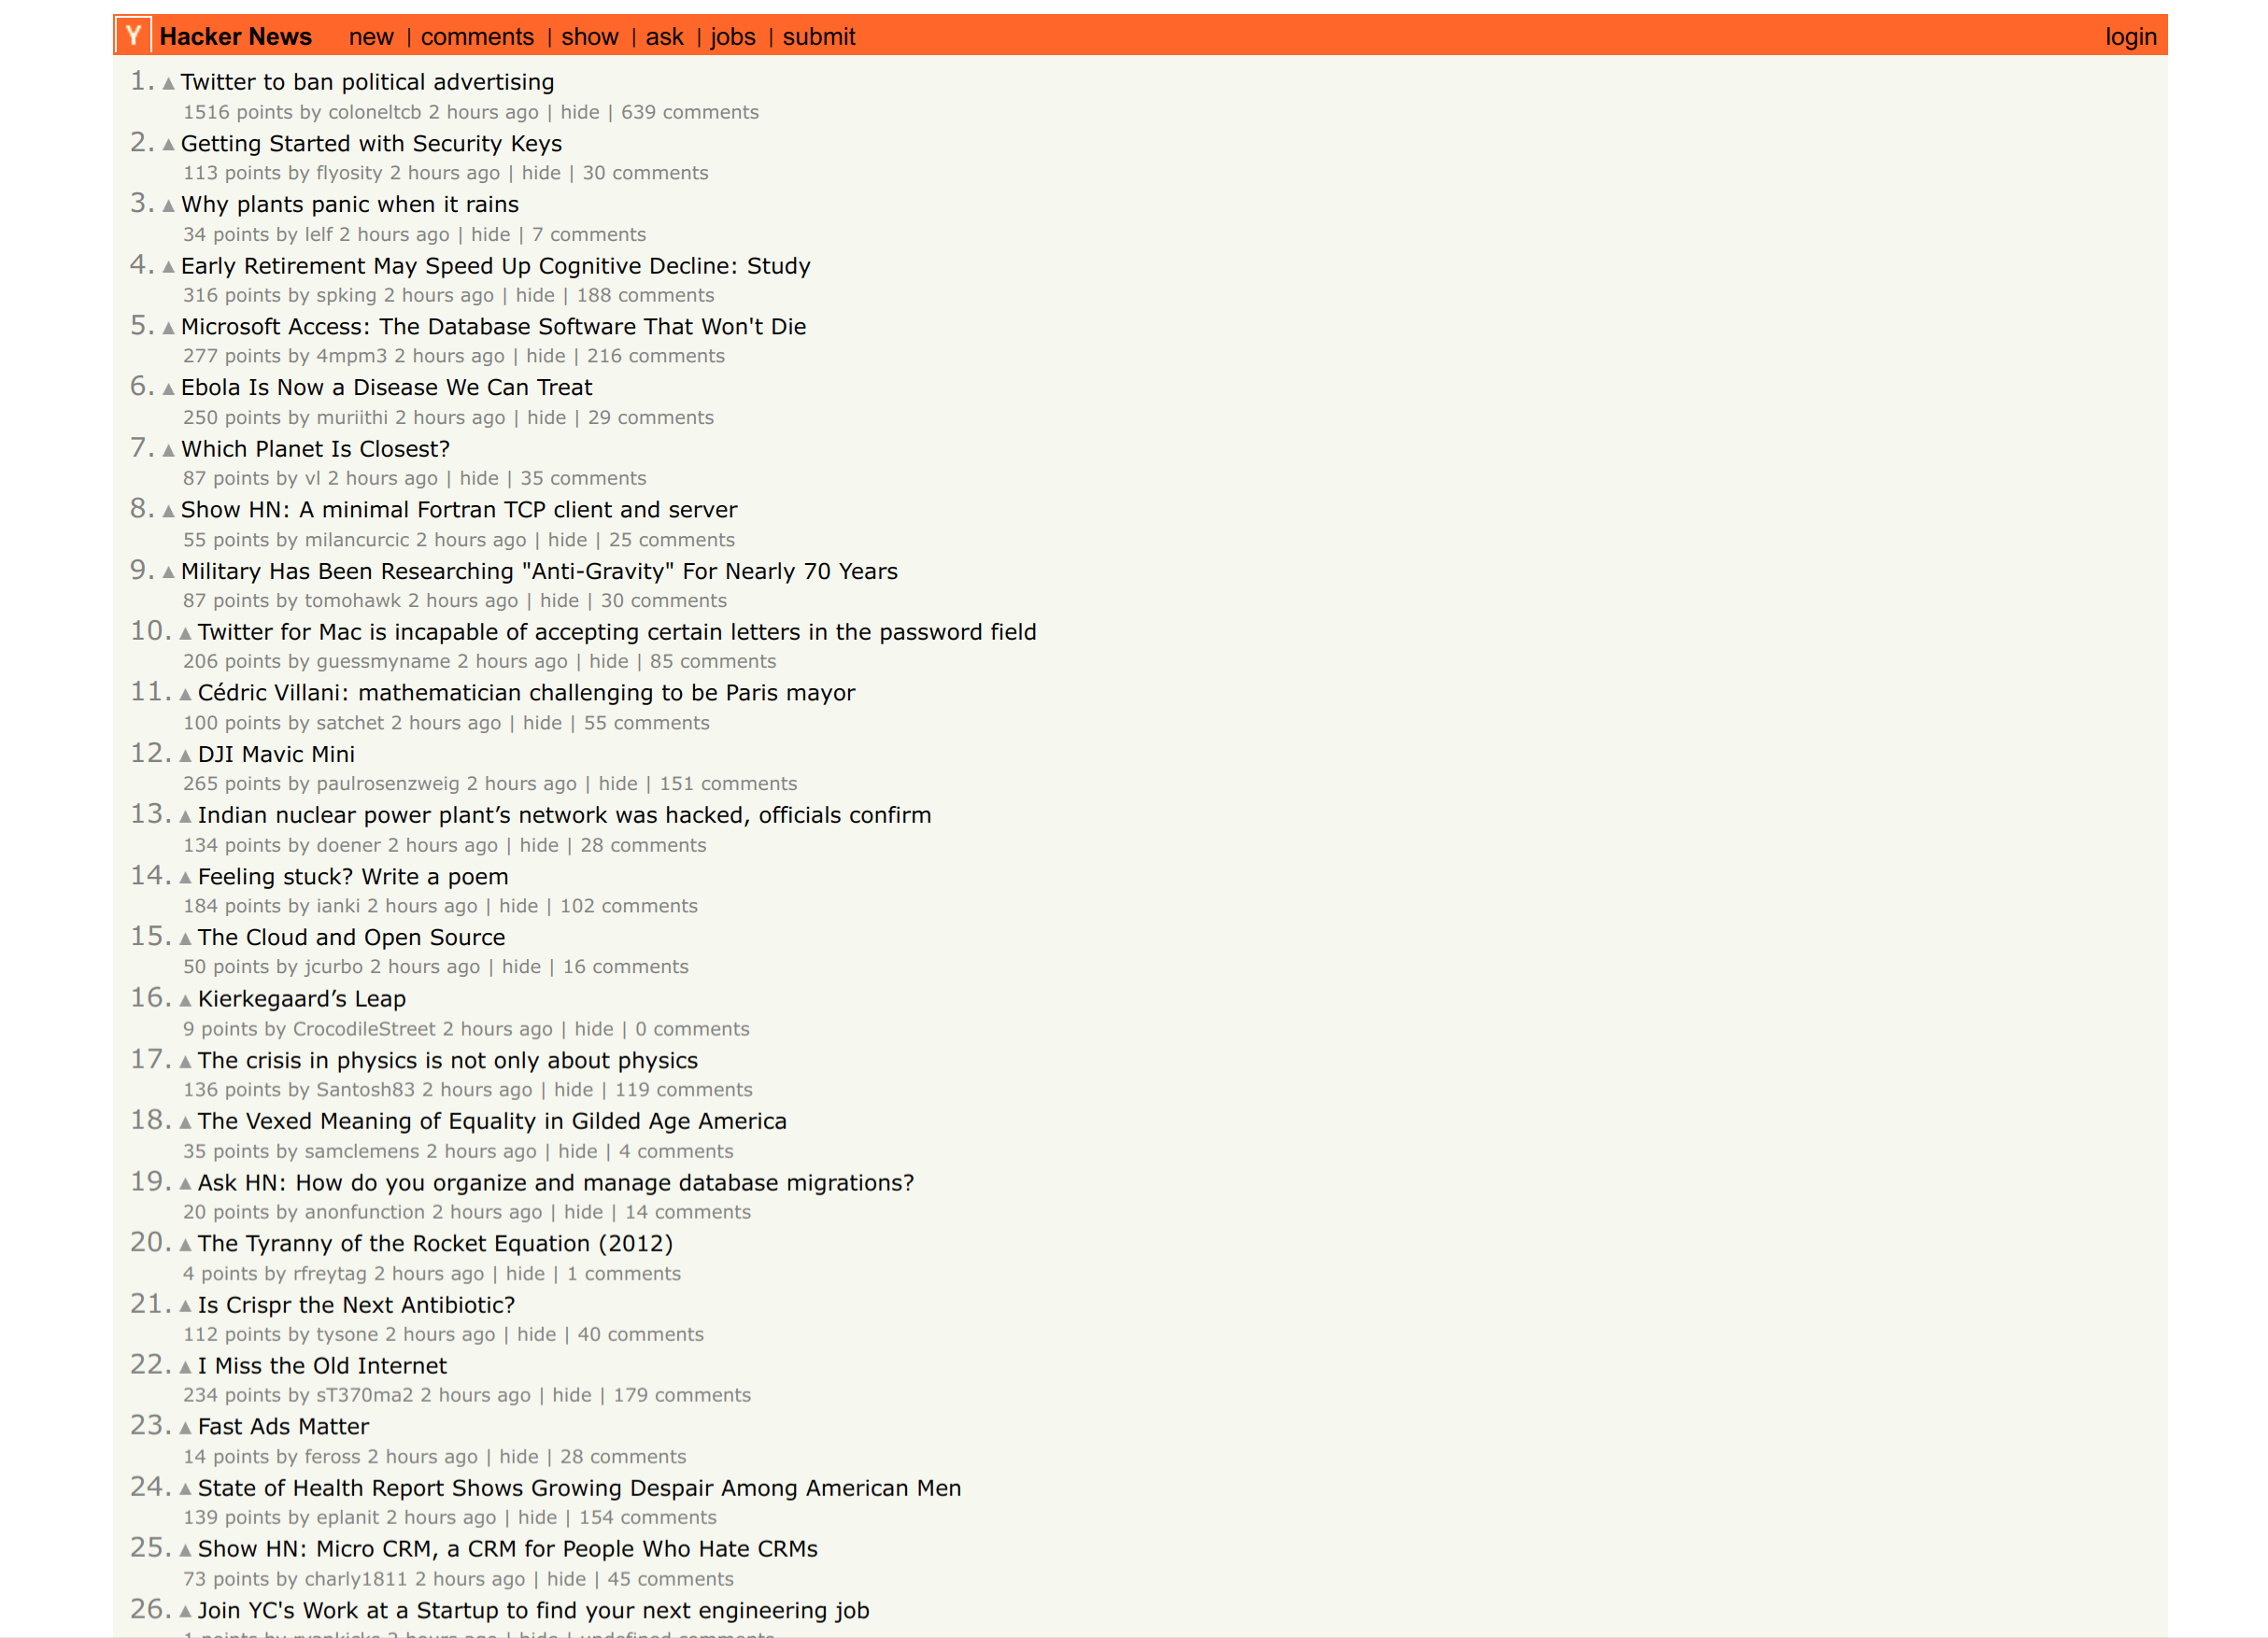 Y Hacker News new | comments | show | ask | jobs | submit login
1. ▲ Twitter to ban political advertising
1516 points by coloneltcb 2 hours ago | hide | 639 comments
2. ▲ Getting Started with Security Keys
113 points by flyosity 2 hours ago | hide | 30 comments
3. ▲ Why plants panic when it rains
34 points by lelf 2 hours ago | hide | 7 comments
4. ▲ Early Retirement May Speed Up Cognitive Decline: Study
316 points by spking 2 hours ago | hide | 188 comments
5. ▲ Microsoft Access: The Database Software That Won't Die
277 points by 4mpm3 2 hours ago | hide | 216 comments
6. ▲ Ebola Is Now a Disease We Can Treat
250 points by muriithi 2 hours ago | hide | 29 comments
7. ▲ Which Planet Is Closest?
87 points by vl 2 hours ago | hide | 35 comments
8. ▲ Show HN: A minimal Fortran TCP client and server
55 points by milancurcic 2 hours ago | hide | 25 comments
9. ▲ Military Has Been Researching "Anti-Gravity" For Nearly 70 Years
87 points by tomohawk 2 hours ago | hide | 30 comments
10. ▲ Twitter for Mac is incapable of accepting certain letters in the password field
206 points by guessmyname 2 hours ago | hide | 85 comments
11. ▲ Cédric Villani: mathematician challenging to be Paris mayor
100 points by satchet 2 hours ago | hide | 55 comments
12. ▲ DJI Mavic Mini
265 points by paulrosenzweig 2 hours ago | hide | 151 comments
13. ▲ Indian nuclear power plant’s network was hacked, officials confirm
134 points by doener 2 hours ago | hide | 28 comments
14. ▲ Feeling stuck? Write a poem
184 points by ianki 2 hours ago | hide | 102 comments
15. ▲ The Cloud and Open Source
50 points by jcurbo 2 hours ago | hide | 16 comments
16. ▲ Kierkegaard’s Leap
9 points by CrocodileStreet 2 hours ago | hide | 0 comments
17. ▲ The crisis in physics is not only about physics
136 points by Santosh83 2 hours ago | hide | 119 comments
18. ▲ The Vexed Meaning of Equality in Gilded Age America
35 points by samclemens 2 hours ago | hide | 4 comments
19. ▲ Ask HN: How do you organize and manage database migrations?
20 points by anonfunction 2 hours ago | hide | 14 comments
20. ▲ The Tyranny of the Rocket Equation (2012)
4 points by rfreytag 2 hours ago | hide | 1 comments
21. ▲ Is Crispr the Next Antibiotic?
112 points by tysone 2 hours ago | hide | 40 comments
22. ▲ I Miss the Old Internet
234 points by sT370ma2 2 hours ago | hide | 179 comments
23. ▲ Fast Ads Matter
14 points by feross 2 hours ago | hide | 28 comments
24. ▲ State of Health Report Shows Growing Despair Among American Men
139 points by eplanit 2 hours ago | hide | 154 comments
25. ▲ Show HN: Micro CRM, a CRM for People Who Hate CRMs
73 points by charly1811 2 hours ago | hide | 45 comments
26. ▲ Join YC's Work at a Startup to find your next engineering job